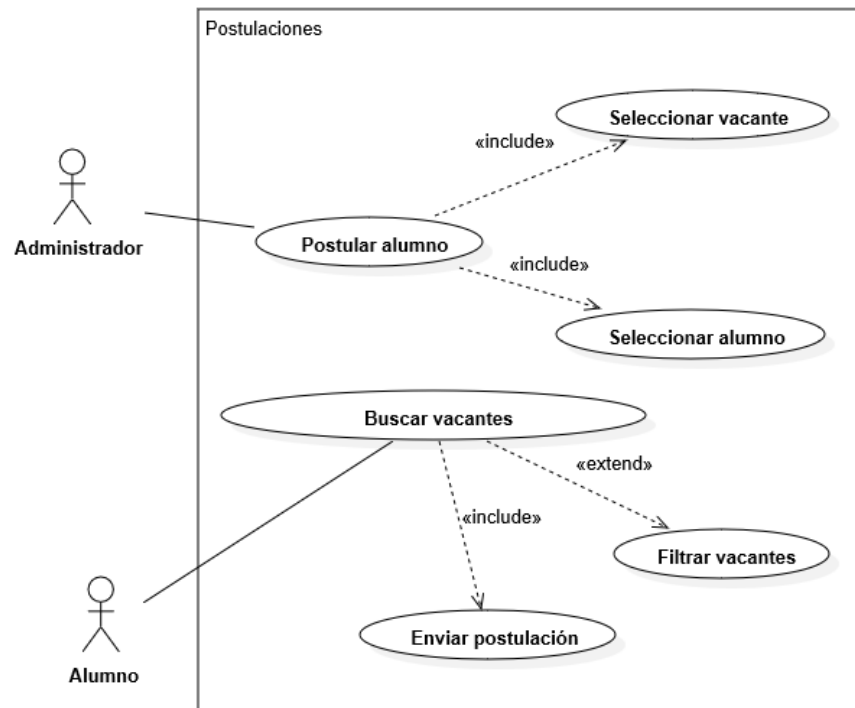 Postulaciones
Seleccionar vacante
«include»
Administrador
Postular alumno
«include»
Seleccionar alumno
Buscar vacantes
«extend»
«include»
Filtrar vacantes
Enviar postulación
Alumno